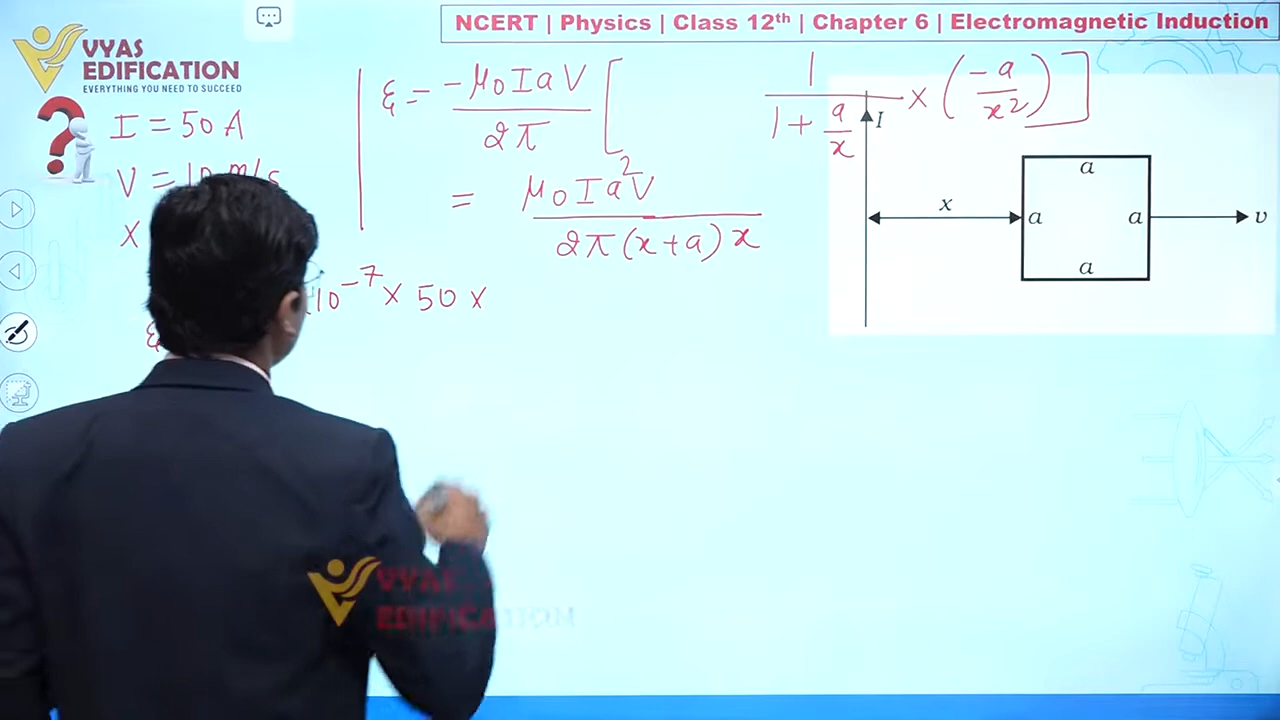 NCERT | Physics | Class 12th | Chapter 6 | Electromagnetic Induction
VYAS
EDIFICATION
EVERYTHING YOU NEED TO SUCCEED
?
I = 50 A
V = 10 m/s
X
ε = -μ₀IaV / 2π [ 1 / (1 + a/x) × (-a/x²) ]
= μ₀Ia²V / 2π(x+a)x
10⁻⁷ × 50 ×
I
x
a
a
a
a
v
VYAS
EDIFICATION